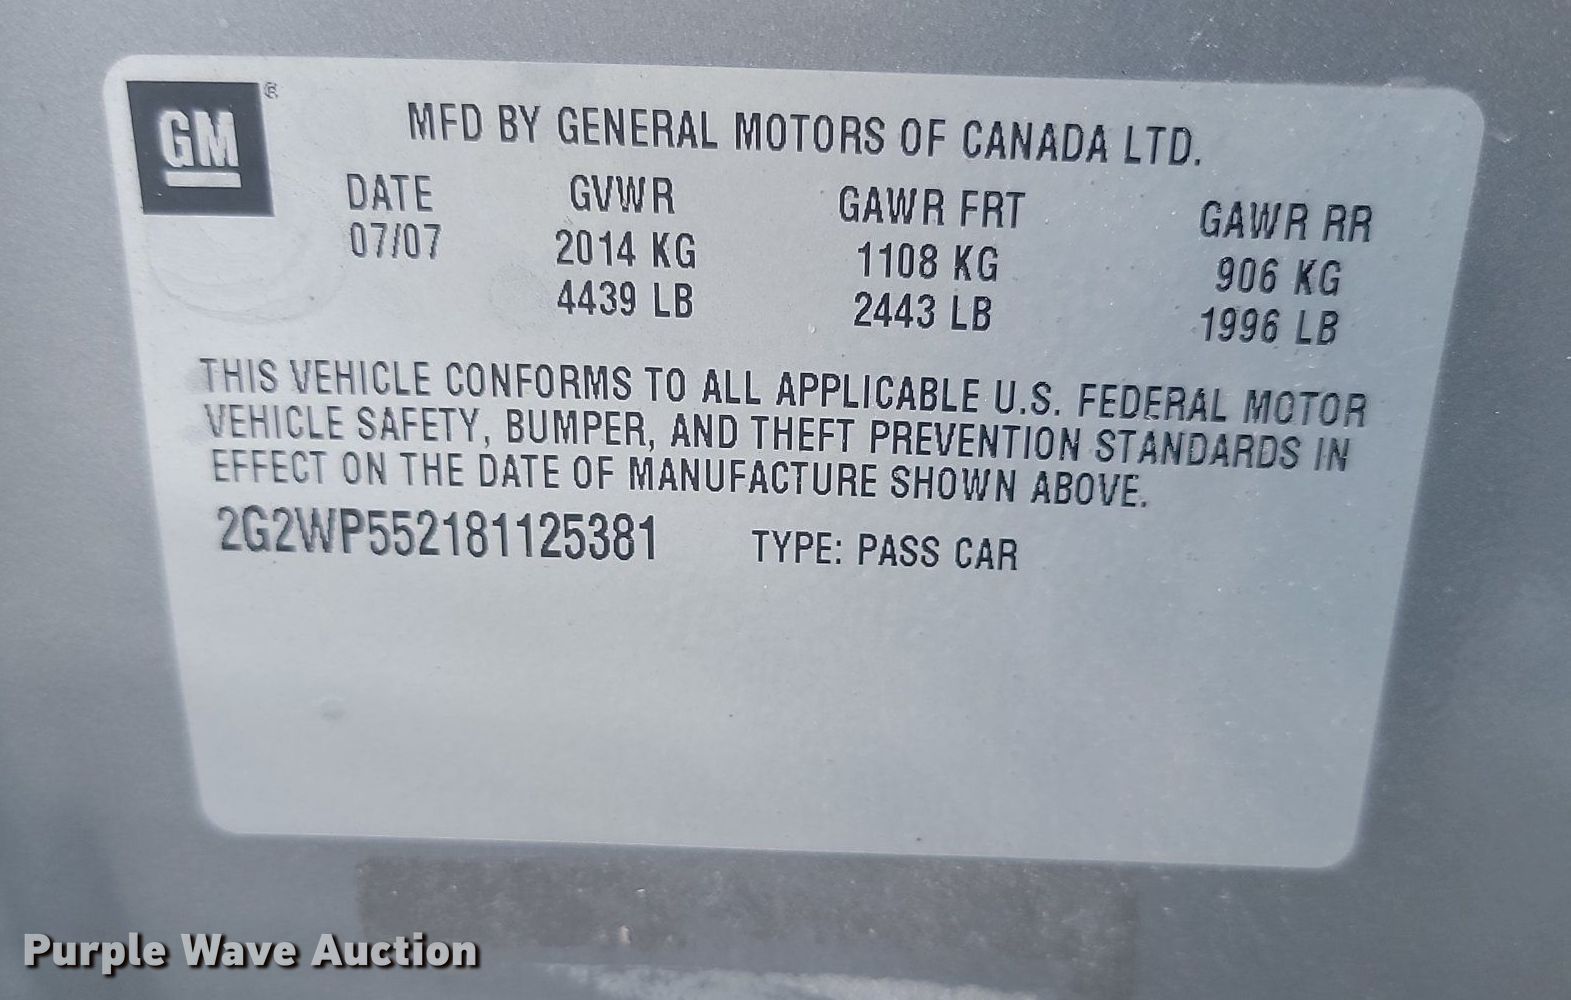 GM ®
MFD BY GENERAL MOTORS OF CANADA LTD.
DATE GVWR GAWR FRT GAWR RR
07/07 2014 KG 1108 KG 906 KG
4439 LB 2443 LB 1996 LB
THIS VEHICLE CONFORMS TO ALL APPLICABLE U.S. FEDERAL MOTOR
VEHICLE SAFETY, BUMPER, AND THEFT PREVENTION STANDARDS IN
EFFECT ON THE DATE OF MANUFACTURE SHOWN ABOVE.
2G2WP552181125381 TYPE: PASS CAR
Purple Wave Auction